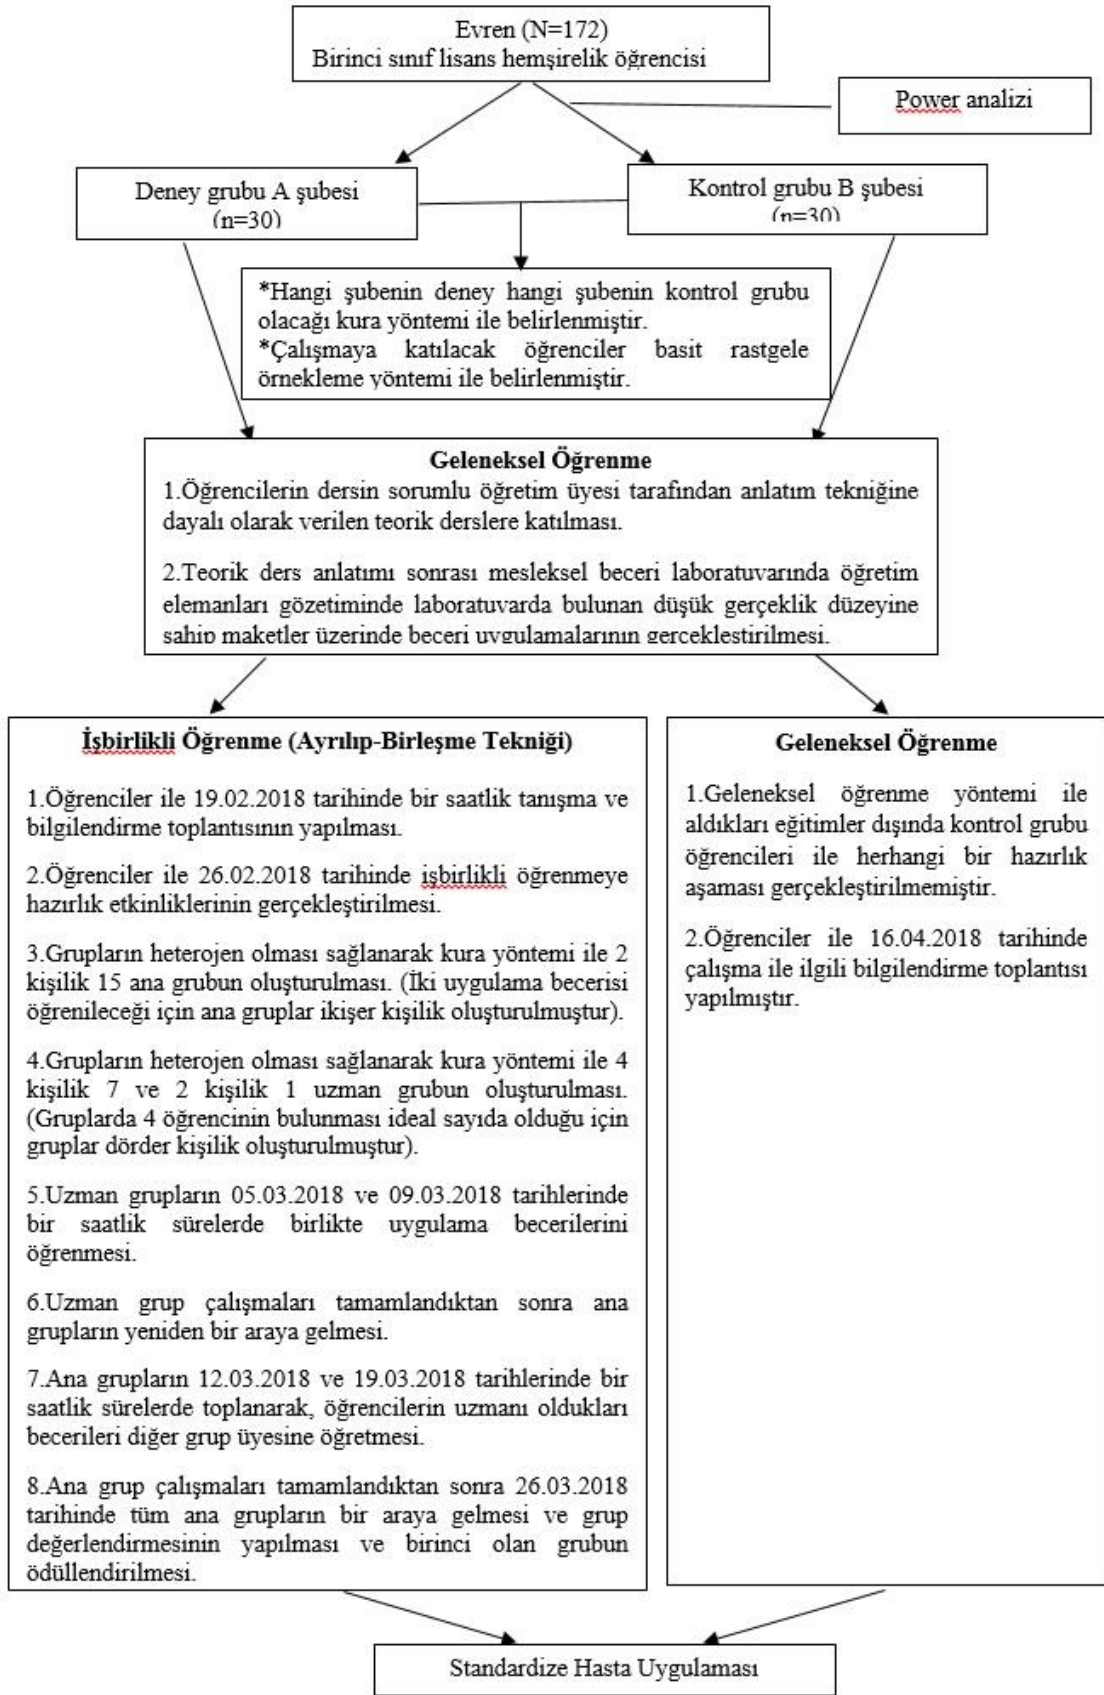 Evren (N=172)
Birinci sınıf lisans hemşirelik öğrencisi
Power analizi
Deney grubu A şubesi
(n=30)
Kontrol grubu B şubesi
(n=30)
*Hangi şubenin deney hangi şubenin kontrol grubu
olacağı kura yöntemi ile belirlenmiştir.
*Çalışmaya katılacak öğrenciler basit rastgele
örnekleme yöntemi ile belirlenmiştir.
Geleneksel Öğrenme
1.Öğrencilerin dersin sorumlu öğretim üyesi tarafından anlatım tekniğine
dayalı olarak verilen teorik derslere katılması.
2.Teorik ders anlatımı sonrası mesleksel beceri laboratuvarında öğretim
elemanları gözetiminde laboratuvarda bulunan düşük gerçeklik düzeyine
sahip maketler üzerinde beceri uygulamalarının gerçekleştirilmesi.
İşbirlikli Öğrenme (Ayrılıp-Birleşme Tekniği)
1.Öğrenciler ile 19.02.2018 tarihinde bir saatlik tanışma ve
bilgilendirme toplantısının yapılması.
2.Öğrenciler ile 26.02.2018 tarihinde işbirlikli öğrenmeye
hazırlık etkinliklerinin gerçekleştirilmesi.
3.Grupların heterojen olması sağlanarak kura yöntemi ile 2
kişilik 15 ana grubun oluşturulması. (İki uygulama becerisi
öğrenileceği için ana gruplar ikişer kişilik oluşturulmuştur).
4.Grupların heterojen olması sağlanarak kura yöntemi ile 4
kişilik 7 ve 2 kişilik 1 uzman grubun oluşturulması.
(Gruplarda 4 öğrencinin bulunması ideal sayıda olduğu için
gruplar dörder kişilik oluşturulmuştur).
5.Uzman grupların 05.03.2018 ve 09.03.2018 tarihlerinde
bir saatlik sürelerde birlikte uygulama becerilerini
öğrenmesi.
6.Uzman grup çalışmaları tamamlandıktan sonra ana
grupların yeniden bir araya gelmesi.
7.Ana grupların 12.03.2018 ve 19.03.2018 tarihlerinde bir
saatlik sürelerde toplanarak, öğrencilerin uzmanı oldukları
becerileri diğer grup üyesine öğretmesi.
8.Ana grup çalışmaları tamamlandıktan sonra 26.03.2018
tarihinde tüm ana grupların bir araya gelmesi ve grup
değerlendirmesinin yapılması ve birinci olan grubun
ödüllendirilmesi.
Geleneksel Öğrenme
1.Geleneksel öğrenme yöntemi ile
aldıkları eğitimler dışında kontrol grubu
öğrencileri ile herhangi bir hazırlık
aşaması gerçekleştirilmemiştir.
2.Öğrenciler ile 16.04.2018 tarihinde
çalışma ile ilgili bilgilendirme toplantısı
yapılmıştır.
Standardize Hasta Uygulaması